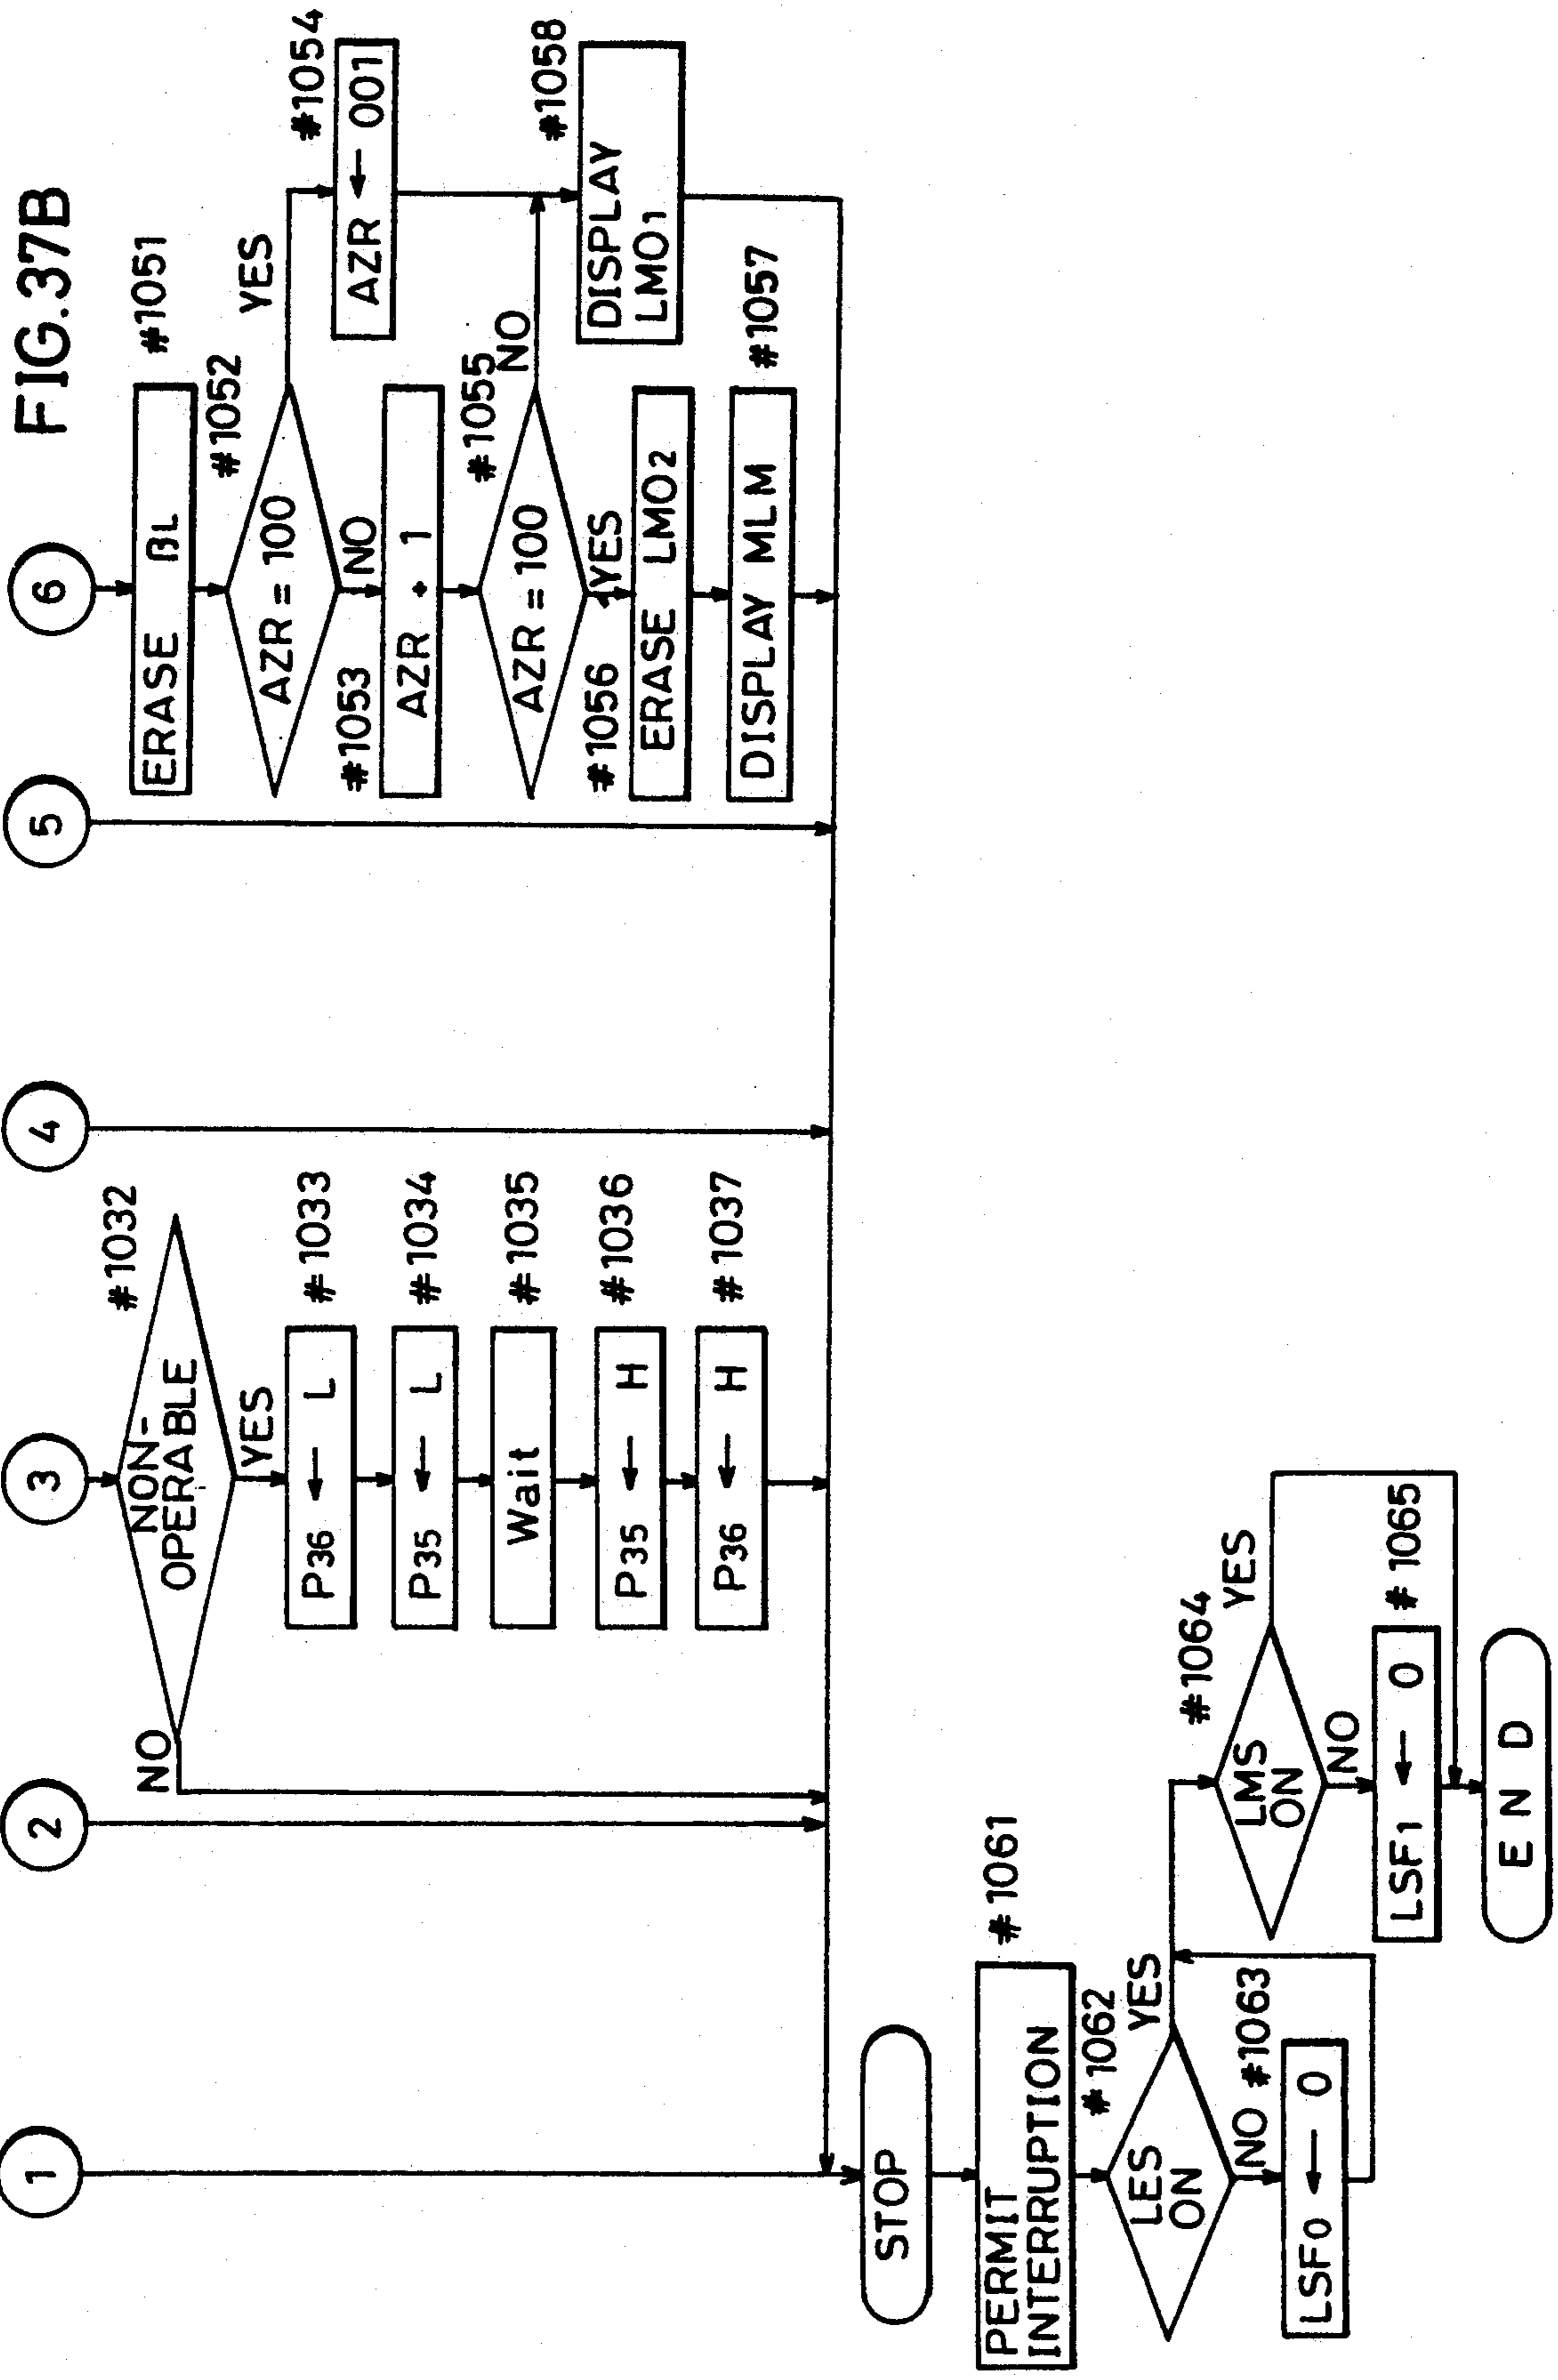 FIG.37B
1
2
3
4
5
6
#1032
NON-
OPERABLE
NO
YES
P36 ← L
#1033
P35 ← L
#1034
Wait
#1035
P35 ← H
#1036
P36 ← H
#1037
ERASE BL
#1051
#1052
AZR = 100
YES
NO
#1053
AZR + 1
#1054
AZR ← 001
#1055
AZR = 100
NO
YES
#1056
ERASE LMO2
DISPLAY MLM
#1057
#1058
DISPLAY
LMO1
STOP
PERMIT
INTERRUPTION
#1061
#1062
LES
ON
YES
NO
#1063
LSF0 ← 0
#1064
LMS
ON
YES
NO
LSF1 ← 0
#1065
END